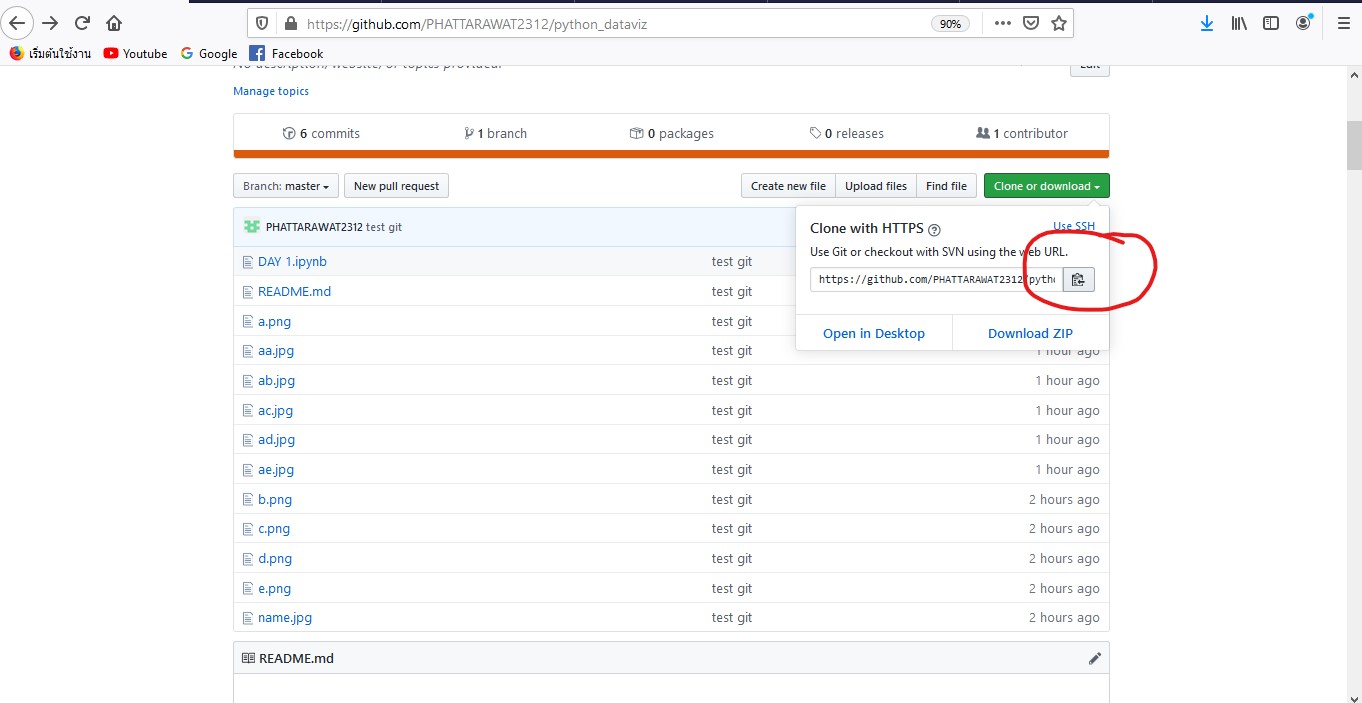 https://github.com/PHATTARAWAT2312/python_dataviz 90%
เริ่มต้นใช้งาน YouTube Google Facebook
No description, website, or topics provided. Edit
Manage topics
6 commits 1 branch 0 packages 0 releases 1 contributor
Branch: master New pull request Create new file Upload files Find file Clone or download
PHATTARAWAT2312 test git
Clone with HTTPS Use SSH
Use Git or checkout with SVN using the web URL.
https://github.com/PHATTARAWAT2312/pytho
Open in Desktop Download ZIP
DAY 1.ipynb test git
README.md test git
a.png test git
aa.jpg test git 1 hour ago
ab.jpg test git 1 hour ago
ac.jpg test git 1 hour ago
ad.jpg test git 1 hour ago
ae.jpg test git 1 hour ago
b.png test git 2 hours ago
c.png test git 2 hours ago
d.png test git 2 hours ago
e.png test git 2 hours ago
name.jpg test git 2 hours ago
README.md